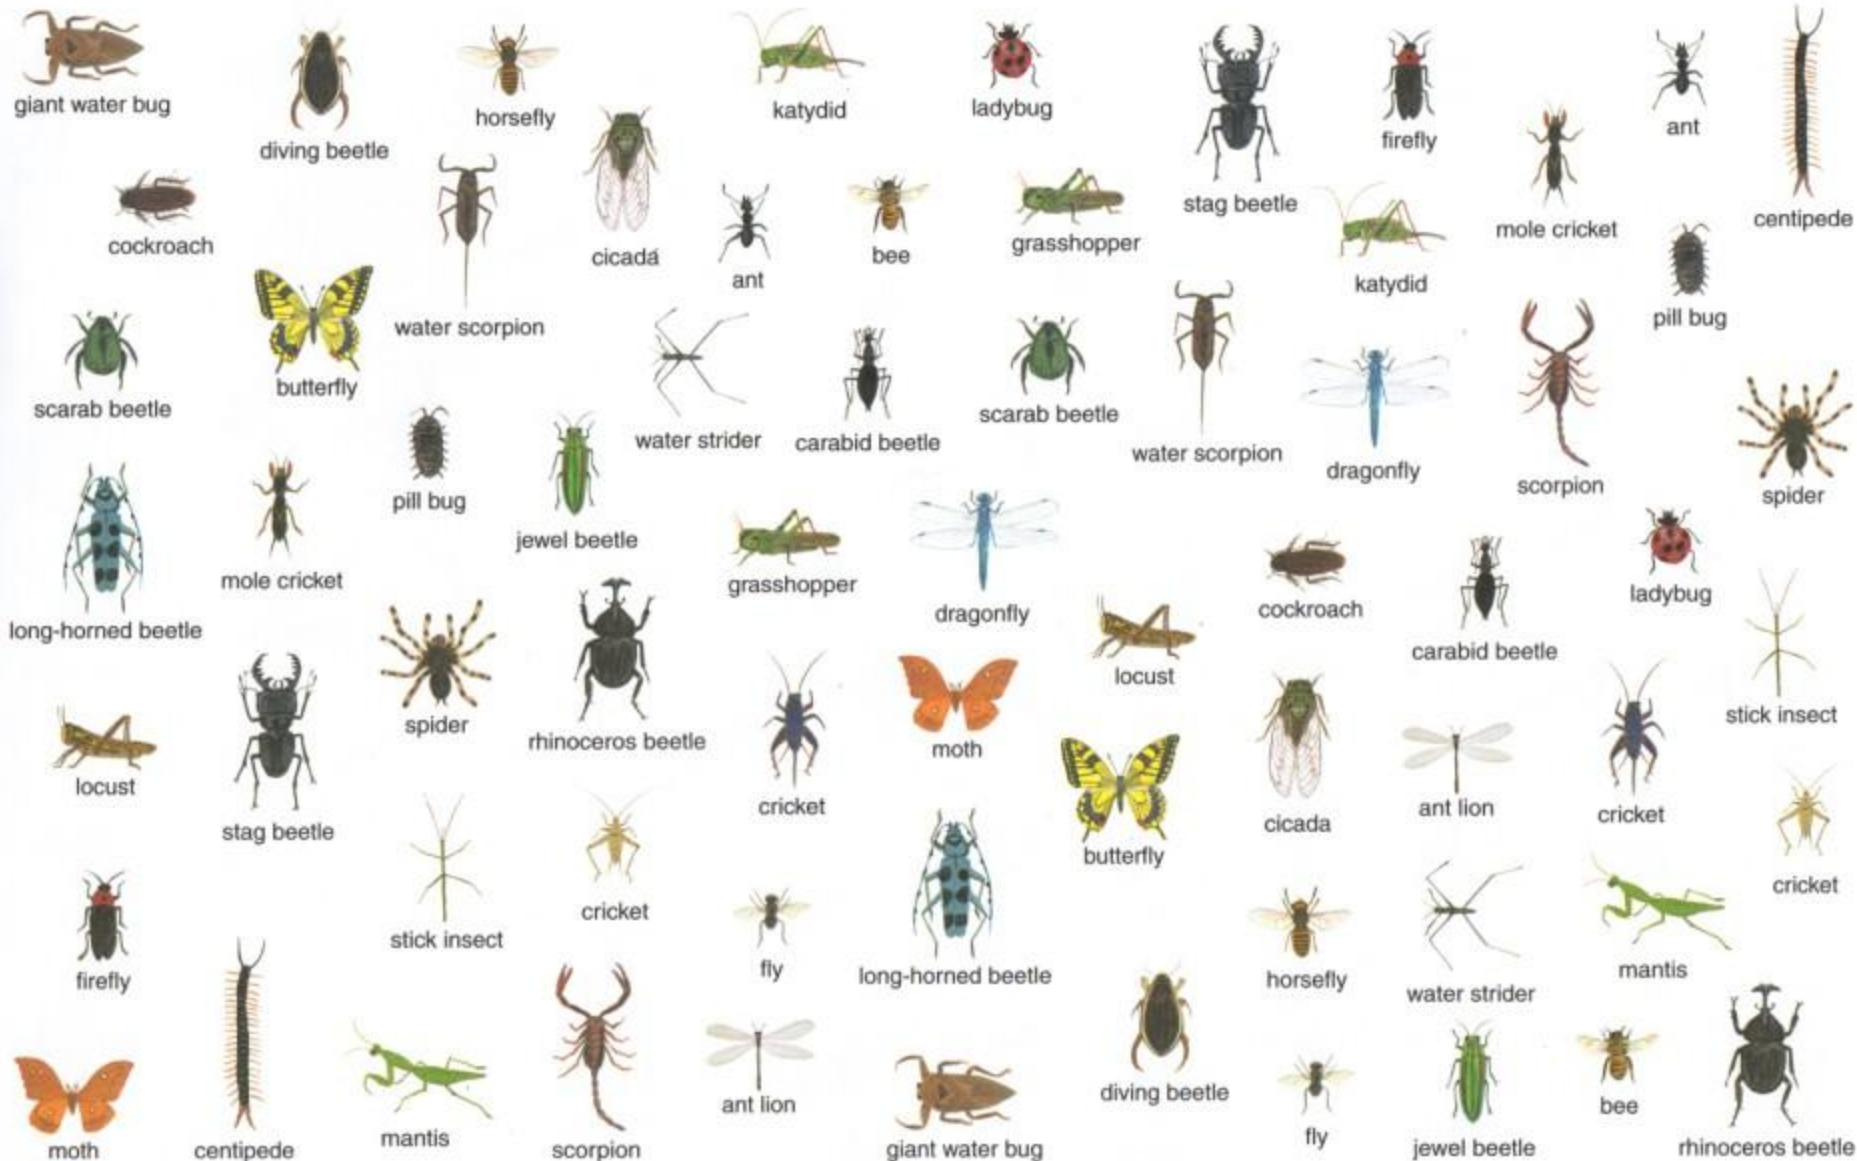 giant water bug
diving beetle
horsefly
katydid
ladybug
stag beetle
firefly
ant
centipede
cockroach
water scorpion
cicada
ant
bee
grasshopper
katydid
mole cricket
pill bug
scarab beetle
butterfly
water strider
carabid beetle
scarab beetle
water scorpion
dragonfly
scorpion
spider
long-horned beetle
mole cricket
pill bug
jewel beetle
grasshopper
dragonfly
locust
cockroach
carabid beetle
ladybug
stick insect
locust
stag beetle
spider
rhinoceros beetle
cricket
moth
butterfly
cicada
ant lion
cricket
cricket
firefly
stick insect
cricket
fly
long-horned beetle
horsefly
water strider
mantis
moth
centipede
mantis
scorpion
ant lion
giant water bug
diving beetle
fly
jewel beetle
bee
rhinoceros beetle